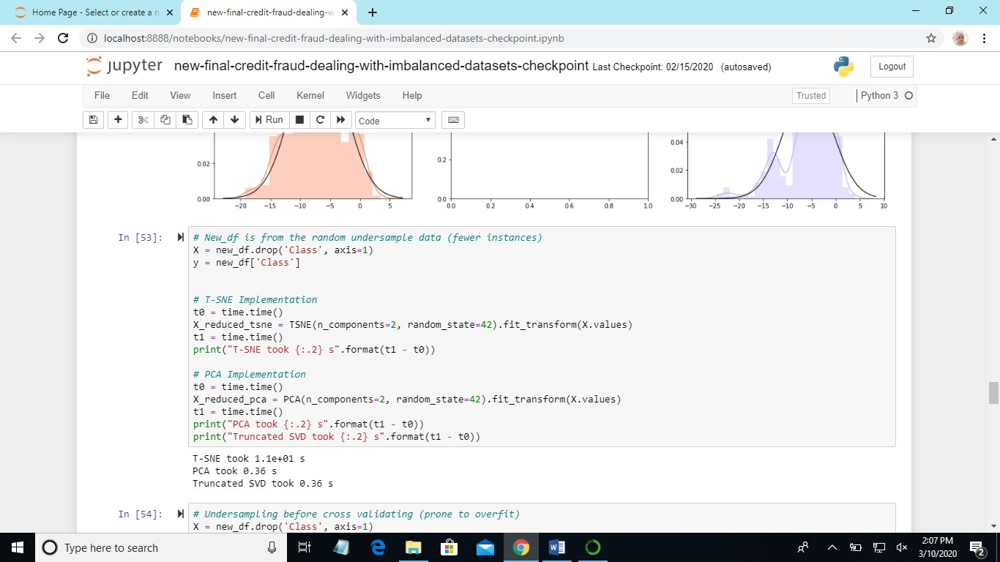 Home Page - Select or create a n
new-final-credit-fraud-dealing-w
localhost:8888/notebooks/new-final-credit-fraud-dealing-with-imbalanced-datasets-checkpoint.ipynb
jupyter new-final-credit-fraud-dealing-with-imbalanced-datasets-checkpoint Last Checkpoint: 02/15/2020 (autosaved)
Logout
File Edit View Insert Cell Kernel Widgets Help
Trusted
Python 3
Run
Code
0.02
0.00
−20 −15 −10 −5 0 5
0.2
0.0
0.0 0.2 0.4 0.6 0.8 1.0
0.04
0.02
0.00
−30 −25 −20 −15 −10 −5 0 5 10
In [53]:
# New_df is from the random undersample data (fewer instances)
X = new_df.drop('Class', axis=1)
y = new_df['Class']
# T-SNE Implementation
t0 = time.time()
X_reduced_tsne = TSNE(n_components=2, random_state=42).fit_transform(X.values)
t1 = time.time()
print("T-SNE took {:.2} s".format(t1 - t0))
# PCA Implementation
t0 = time.time()
X_reduced_pca = PCA(n_components=2, random_state=42).fit_transform(X.values)
t1 = time.time()
print("PCA took {:.2} s".format(t1 - t0))
print("Truncated SVD took {:.2} s".format(t1 - t0))
T-SNE took 1.1e+01 s
PCA took 0.36 s
Truncated SVD took 0.36 s
In [54]:
# Undersampling before cross validating (prone to overfit)
X = new_df.drop('Class', axis=1)
Type here to search
2:07 PM
3/10/2020
2